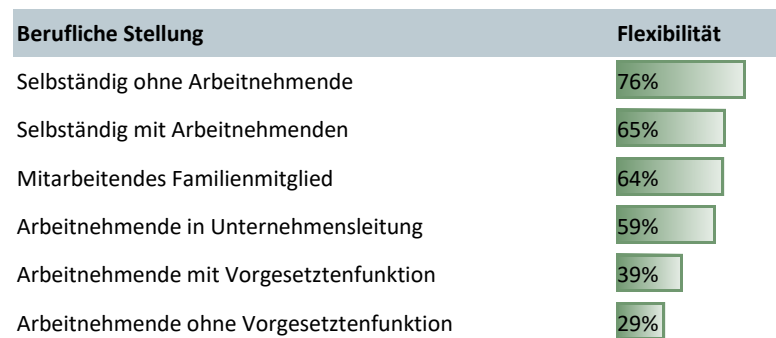 Berufliche Stellung Flexibilität
Selbständig ohne Arbeitnehmende 76%
Selbständig mit Arbeitnehmenden 65%
Mitarbeitendes Familienmitglied 64%
Arbeitnehmende in Unternehmensleitung 59%
Arbeitnehmende mit Vorgesetztenfunktion 39%
Arbeitnehmende ohne Vorgesetztenfunktion 29%